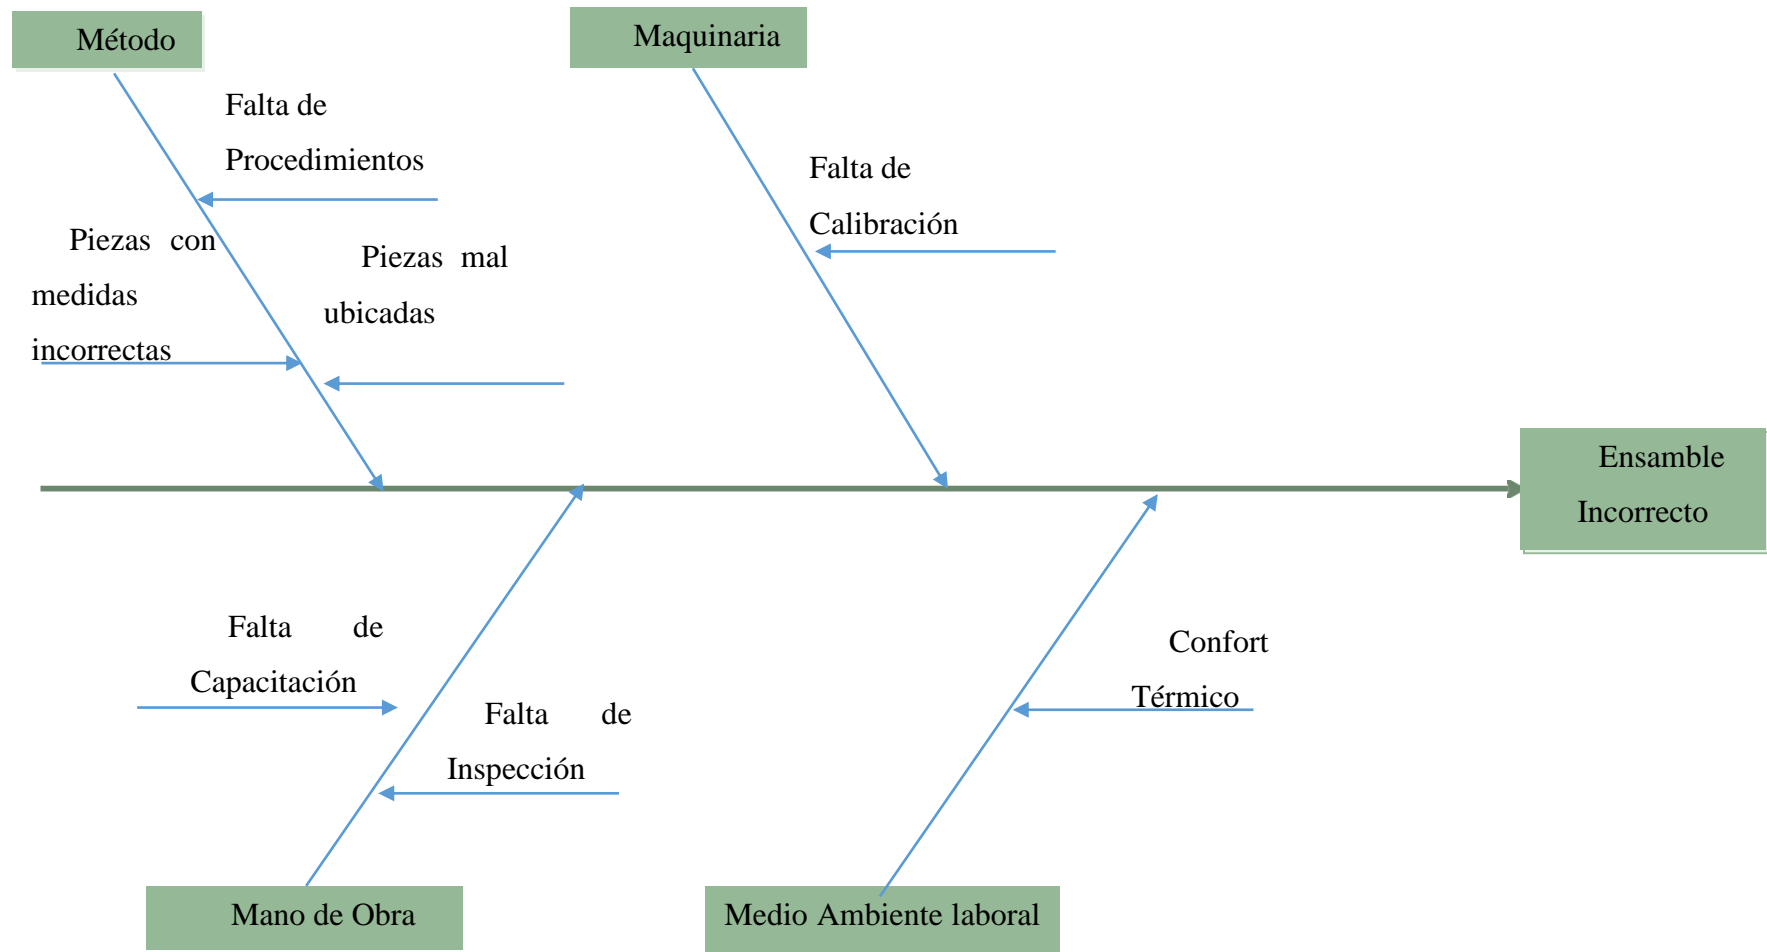 Método
Maquinaria
Falta de
Procedimientos
Falta de
Calibración
Piezas con
medidas
incorrectas
Piezas mal
ubicadas
Ensamble
Incorrecto
Falta de
Capacitación
Falta de
Inspección
Confort
Térmico
Mano de Obra
Medio Ambiente laboral